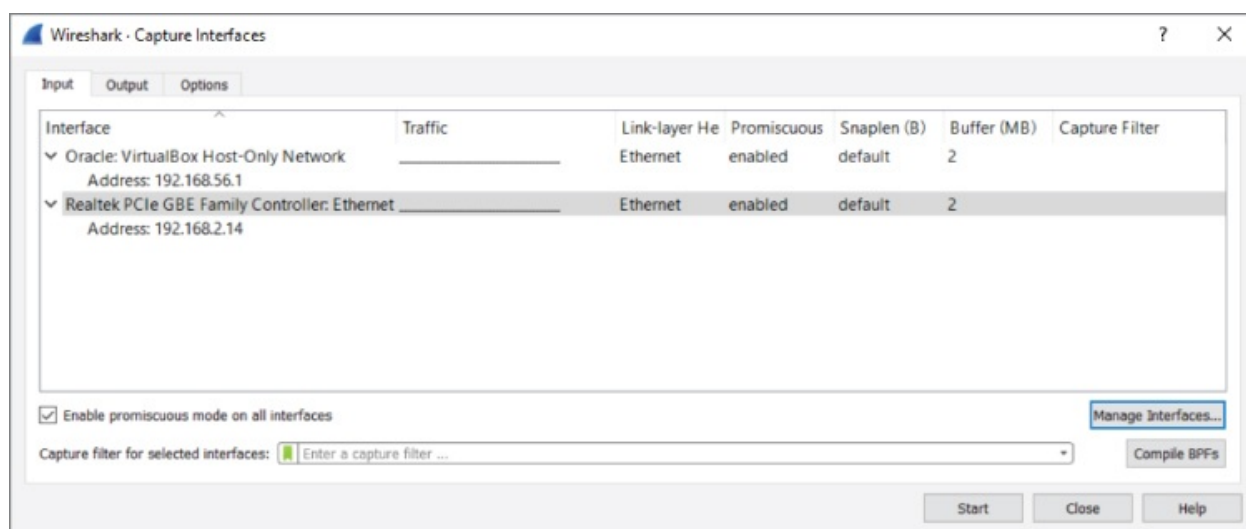 Wireshark · Capture Interfaces
Input Output Options
Interface Traffic Link-layer He Promiscuous Snaplen (B) Buffer (MB) Capture Filter
Oracle: VirtualBox Host-Only Network Ethernet enabled default 2
Address: 192.168.56.1
Realtek PCIe GBE Family Controller: Ethernet Ethernet enabled default 2
Address: 192.168.2.14
Enable promiscuous mode on all interfaces Manage Interfaces...
Capture filter for selected interfaces: Enter a capture filter ... Compile BPFs
Start Close Help